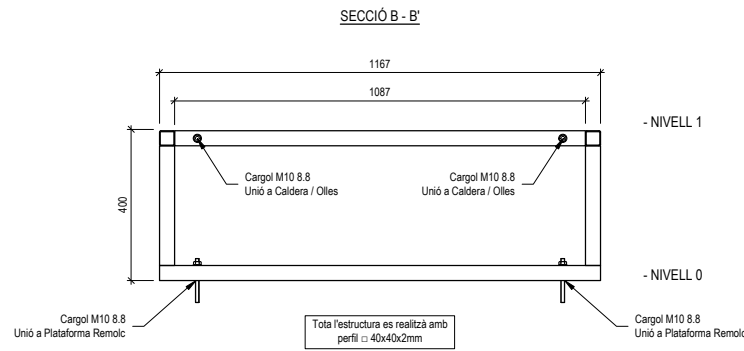 SECCIÓ B - B'
1167
1087
- NIVELL 1
Cargol M10 8.8
Unió a Caldera / Olles
Cargol M10 8.8
Unió a Caldera / Olles
400
- NIVELL 0
Cargol M10 8.8
Unió a Plataforma Remolc
Tota l'estructura es realitzà amb
perfil □ 40x40x2mm
Cargol M10 8.8
Unió a Plataforma Remolc